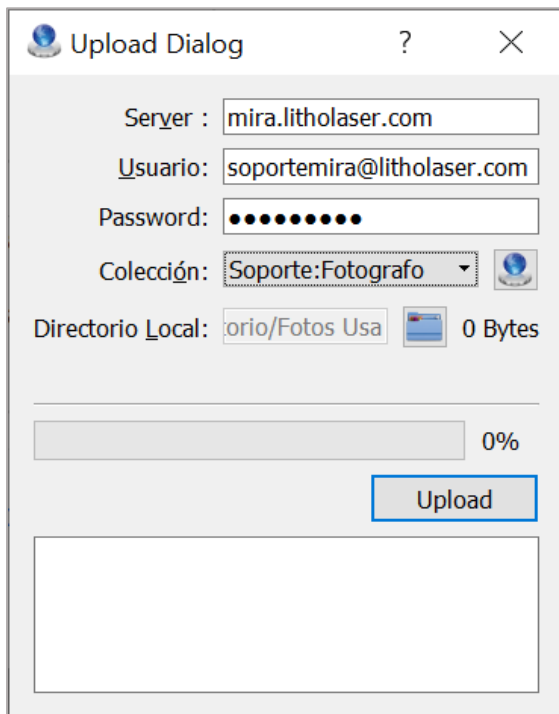 Upload Dialog ?
Server : mira.litholaser.com
Usuario: soportemira@litholaser.com
Password: ●●●●●●●●●
Colección: Soporte:Fotografo
Directorio Local: torio/Fotos Usa 0 Bytes
0%
Upload